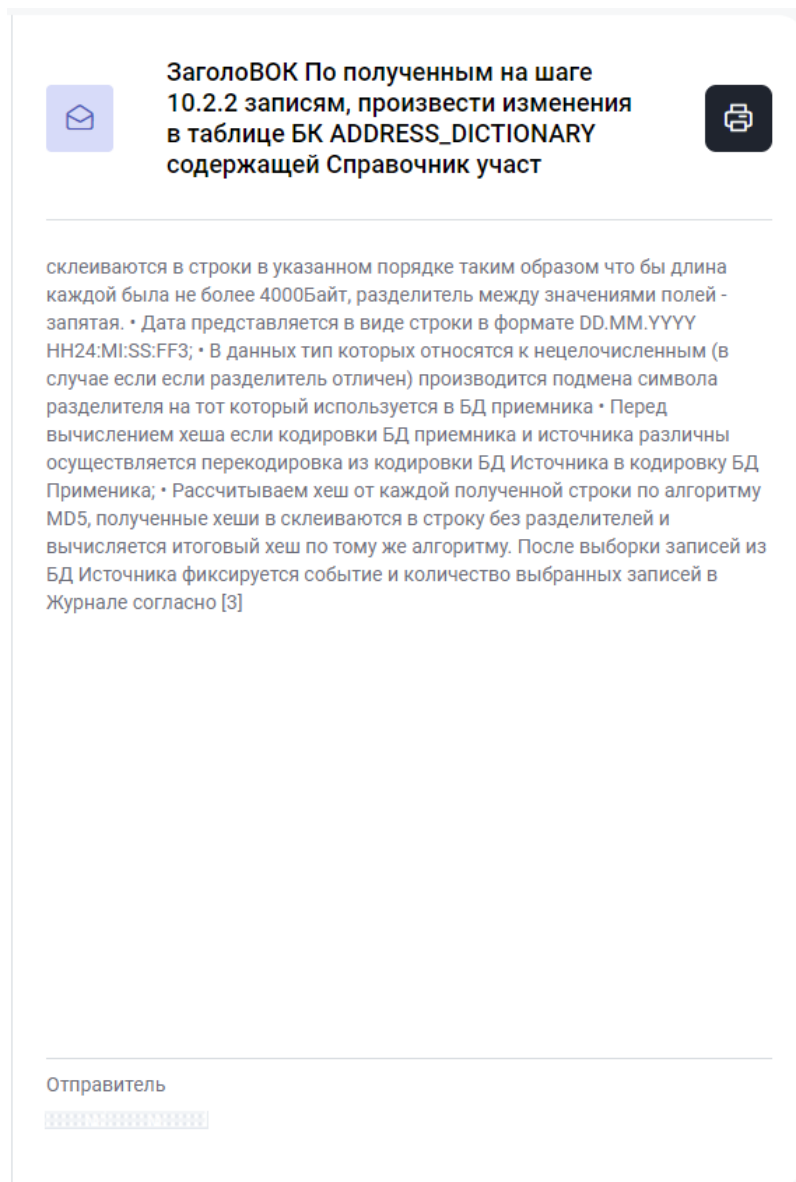 ЗаголоВОК По полученным на шаге
10.2.2 записям, произвести изменения
в таблице БК ADDRESS_DICTIONARY
содержащей Справочник участ
склеиваются в строки в указанном порядке таким образом что бы длина
каждой была не более 4000Байт, разделитель между значениями полей -
запятая. • Дата представляется в виде строки в формате DD.MM.YYYY
HH24:MI:SS:FF3; • В данных тип которых относятся к нецелочисленным (в
случае если если разделитель отличен) производится подмена символа
разделителя на тот который используется в БД приемника • Перед
вычислением хеша если кодировки БД приемника и источника различны
осуществляется перекодировка из кодировки БД Источника в кодировку БД
Применика; • Рассчитываем хеш от каждой полученной строки по алгоритму
MD5, полученные хеши в склеиваются в строку без разделителей и
вычисляется итоговый хеш по тому же алгоритму. После выборки записей из
БД Источника фиксируется событие и количество выбранных записей в
Журнале согласно [3]
Отправитель